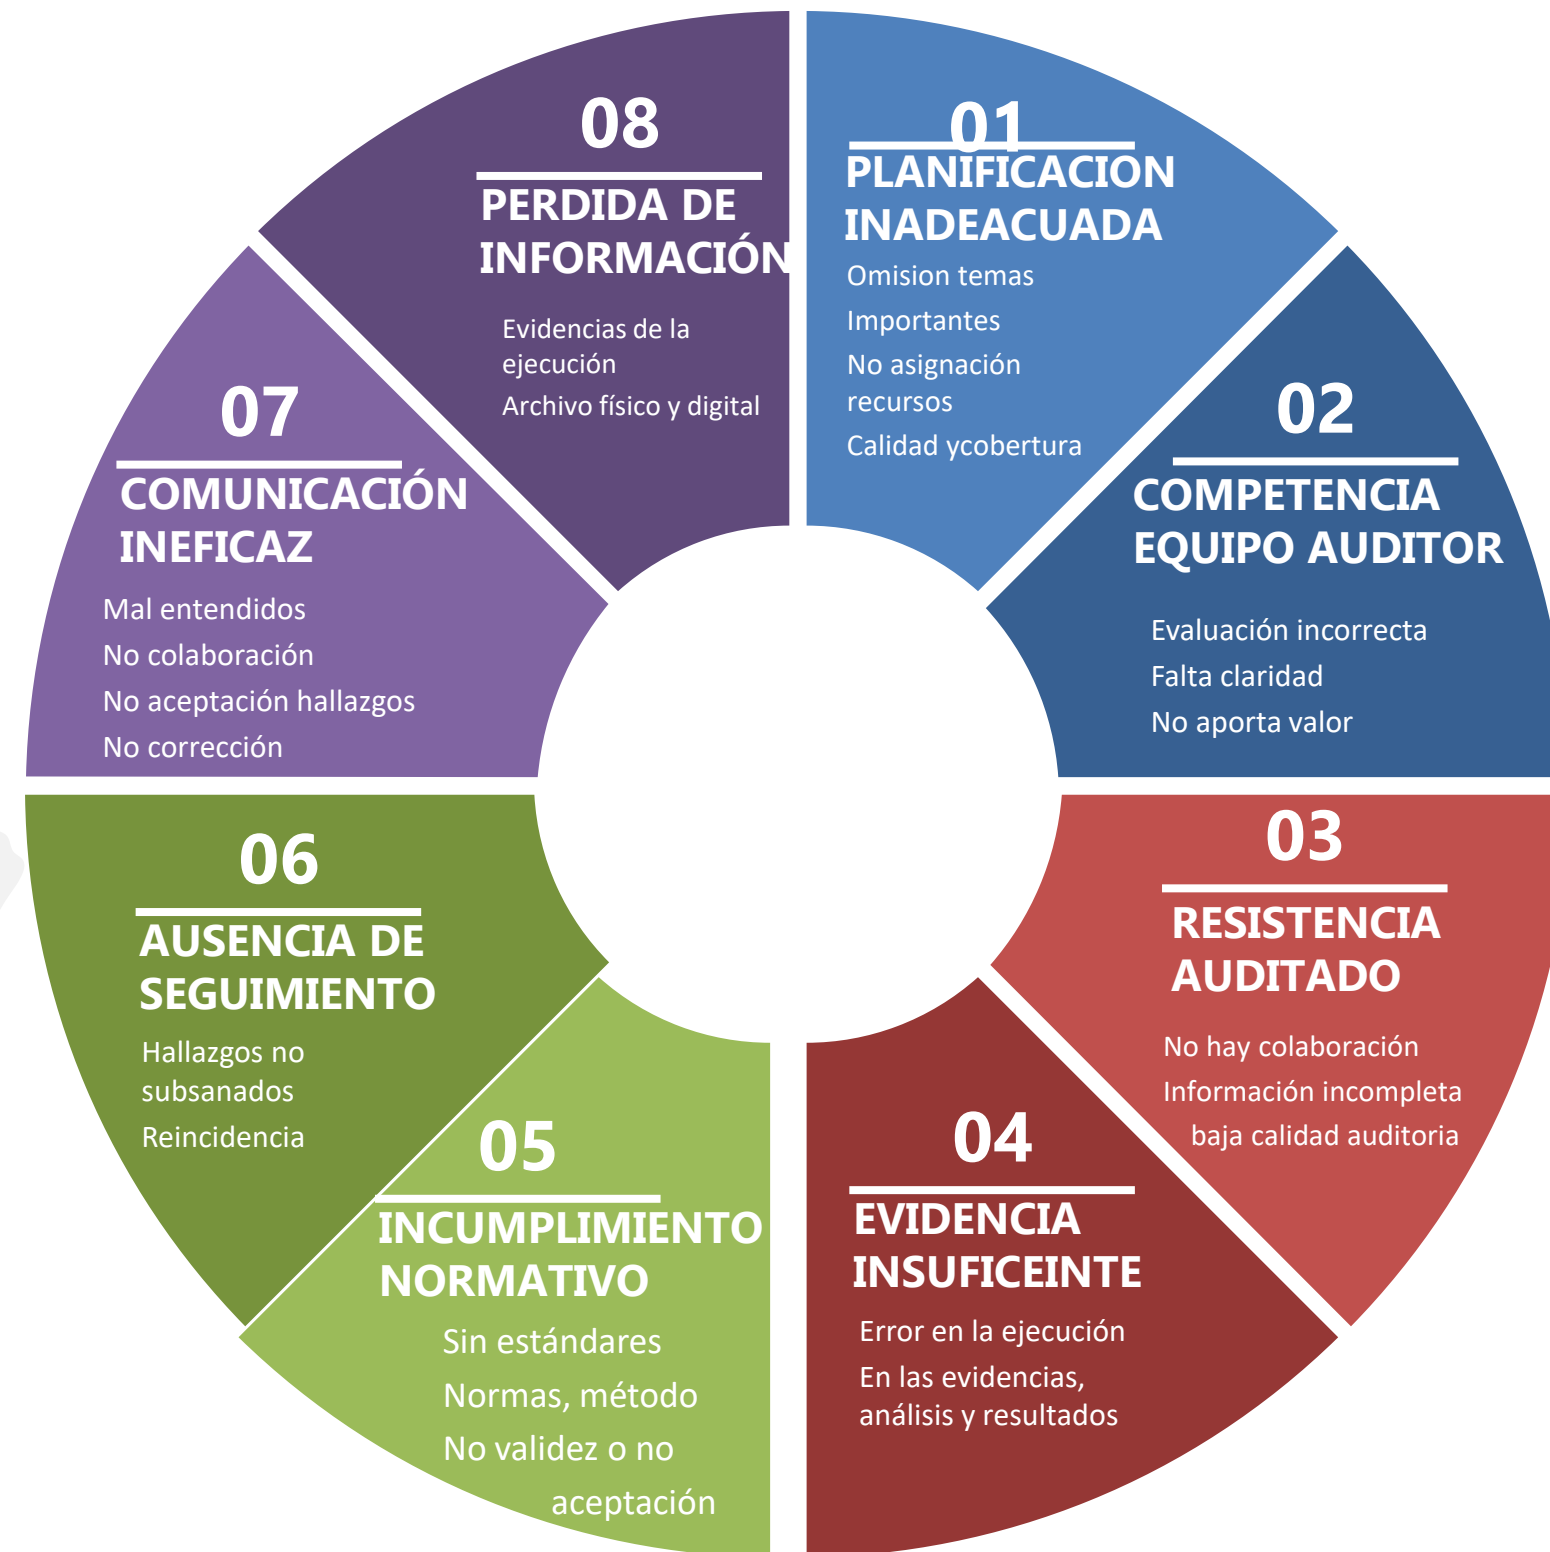 01
PLANIFICACION
INADEACUADA
Omision temas
Importantes
No asignación
recursos
Calidad ycobertura
02
COMPETENCIA
EQUIPO AUDITOR
Evaluación incorrecta
Falta claridad
No aporta valor
03
RESISTENCIA
AUDITADO
No hay colaboración
Información incompleta
baja calidad auditoria
04
EVIDENCIA
INSUFICEINTE
Error en la ejecución
En las evidencias,
análisis y resultados
05
INCUMPLIMIENTO
NORMATIVO
Sin estándares
Normas, método
No validez o no
aceptación
06
AUSENCIA DE
SEGUIMIENTO
Hallazgos no
subsanados
Reincidencia
07
COMUNICACIÓN
INEFICAZ
Mal entendidos
No colaboración
No aceptación hallazgos
No corrección
08
PERDIDA DE
INFORMACIÓN
Evidencias de la
ejecución
Archivo físico y digital